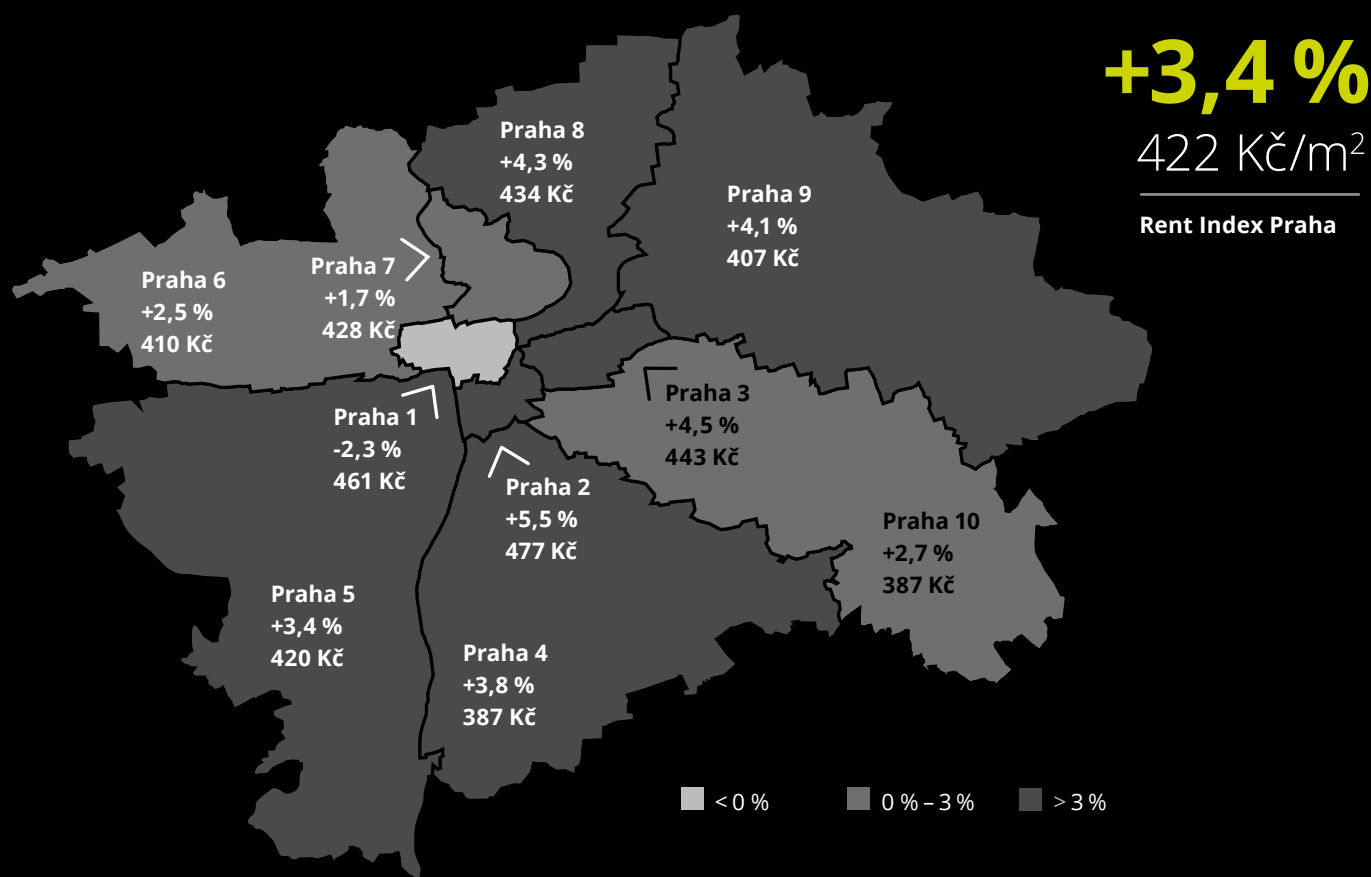 +3,4 %
422 Kč/m²
Rent Index Praha
Praha 8
+4,3 %
434 Kč
Praha 9
+4,1 %
407 Kč
Praha 7
+1,7 %
428 Kč
Praha 6
+2,5 %
410 Kč
Praha 3
+4,5 %
443 Kč
Praha 1
-2,3 %
461 Kč
Praha 2
+5,5 %
477 Kč
Praha 10
+2,7 %
387 Kč
Praha 5
+3,4 %
420 Kč
Praha 4
+3,8 %
387 Kč
< 0 %
0 % – 3 %
> 3 %